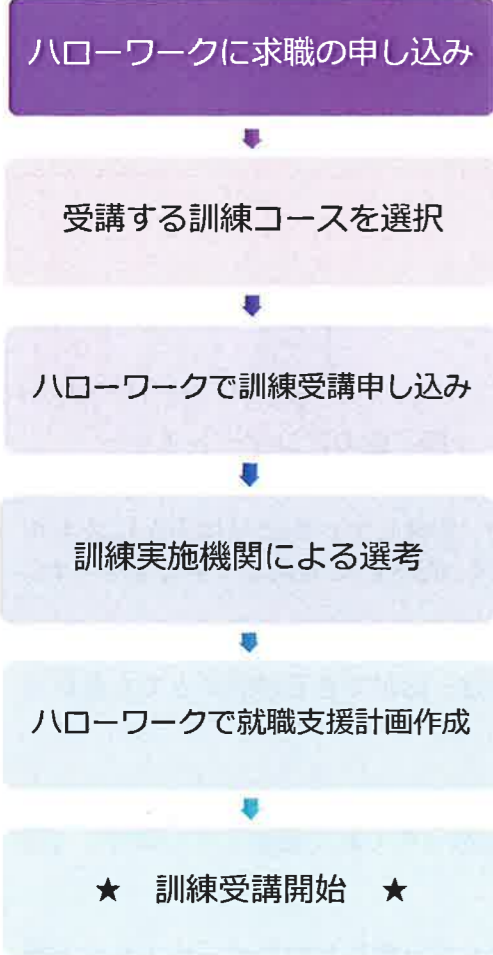 ハローワークに求職の申し込み
受講する訓練コースを選択
ハローワークで訓練受講申し込み
訓練実施機関による選考
ハローワークで就職支援計画作成
★ 訓練受講開始 ★